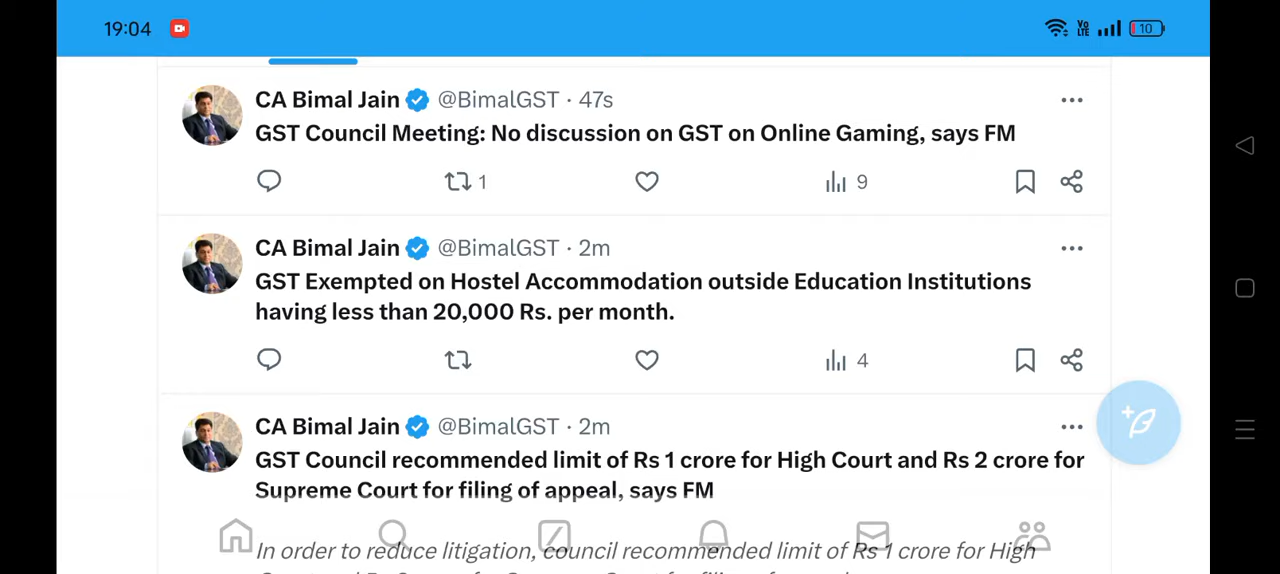 19:04
Vo LTE
10
CA Bimal Jain @BimalGST · 47s
GST Council Meeting: No discussion on GST on Online Gaming, says FM
1
9
CA Bimal Jain @BimalGST · 2m
GST Exempted on Hostel Accommodation outside Education Institutions
having less than 20,000 Rs. per month.
4
CA Bimal Jain @BimalGST · 2m
GST Council recommended limit of Rs 1 crore for High Court and Rs 2 crore for
Supreme Court for filing of appeal, says FM
In order to reduce litigation, council recommended limit of Rs 1 crore for High